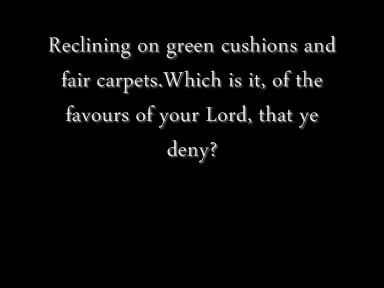 Reclining on green cushions and
fair carpets.Which is it, of the
favours of your Lord, that ye
deny?